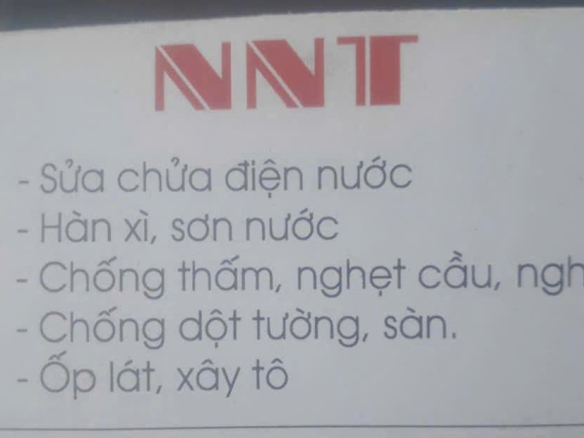 NNT
- Sửa chửa điện nước
- Hàn xì, sơn nước
- Chống thấm, nghẹt cầu,
- Chống dột tường, sàn.
- Ốp lát, xây tô